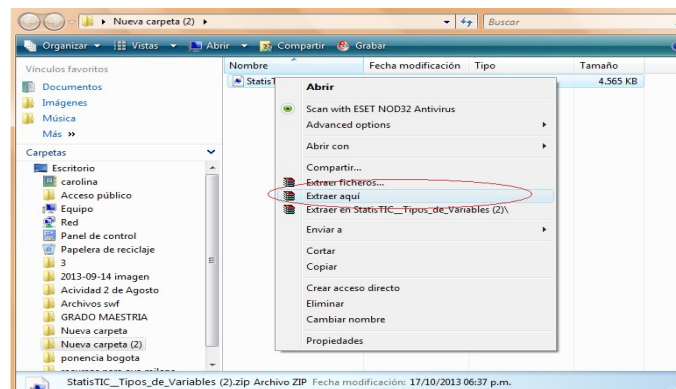 Nueva carpeta (2)
Buscar
Organizar Vistas Abrir Compartir Grabar
Vínculos favoritos
Documentos
Imágenes
Música
Más »
Carpetas
Escritorio
carolina
Acceso público
Equipo
Red
Panel de control
Papelera de reciclaje
3
2013-09-14 imagen
Acividad 2 de Agosto
Archivos swf
GRADO MAESTRIA
Nueva carpeta
Nueva carpeta (2)
ponencia bogota
Nombre Fecha modificación Tipo Tamaño
StatisT 4.565 KB
Abrir
Scan with ESET NOD32 Antivirus
Advanced options
Abrir con
Compartir...
Extraer ficheros...
Extraer aquí
Extraer en StatisTIC__Tipos_de_Variables (2)\
Enviar a
Cortar
Copiar
Crear acceso directo
Eliminar
Cambiar nombre
Propiedades
StatisTIC__Tipos_de_Variables (2).zip Archivo ZIP Fecha modificación: 17/10/2013 06:37 p.m.